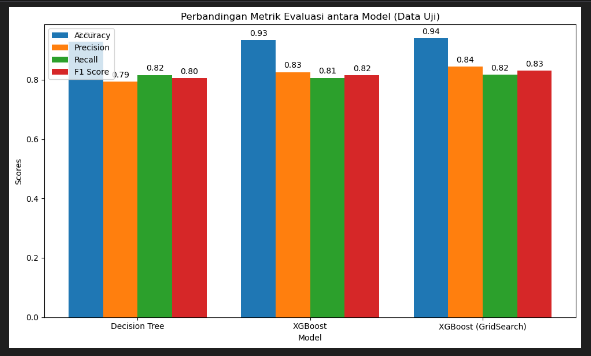 Perbandingan Metrik Evaluasi antara Model (Data Uji)
Accuracy
Precision
Recall
F1 Score
0.79
0.82
0.80
0.93
0.83
0.81
0.82
0.94
0.84
0.82
0.83
Scores
0.8
0.6
0.4
0.2
0.0
Decision Tree
XGBoost
XGBoost (GridSearch)
Model